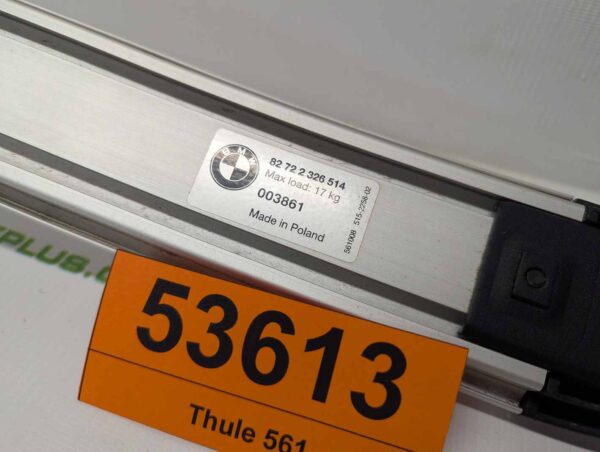 BMW
82 72 2 326 514
Max load: 17 kg
003861
Made in Poland
561008 515-2256-02
PLUS.
53613
Thule 561